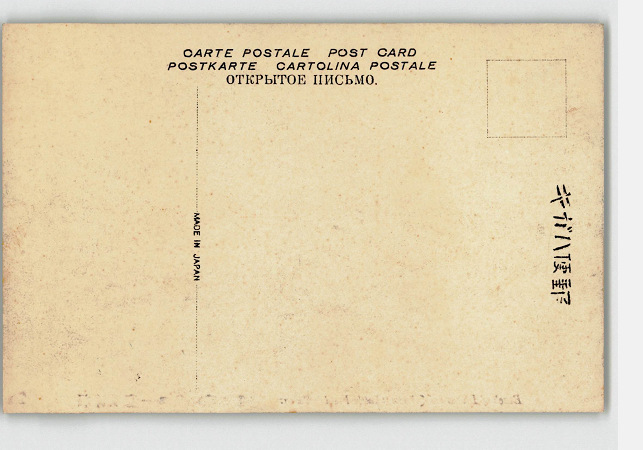 CARTE POSTALE POST CARD
POSTKARTE CARTOLINA POSTALE
ОТКРЫТОЕ ПИСЬМО.
MADE IN JAPAN
郵便ハガキ